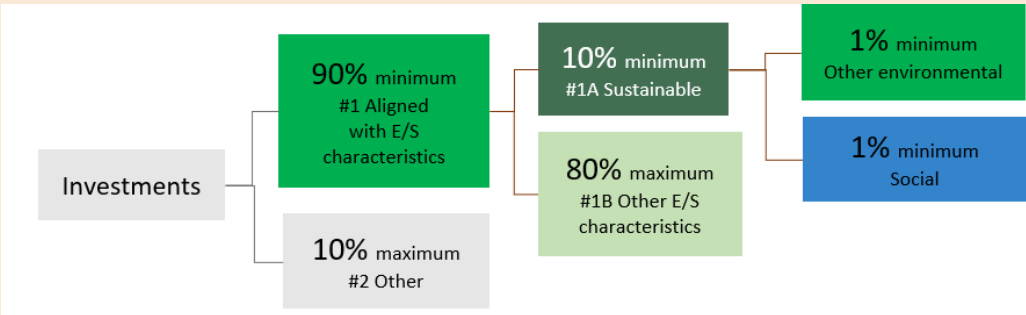 Investments
90% minimum
#1 Aligned
with E/S
characteristics
10% maximum
#2 Other
10% minimum
#1A Sustainable
80% maximum
#1B Other E/S
characteristics
1% minimum
Other environmental
1% minimum
Social